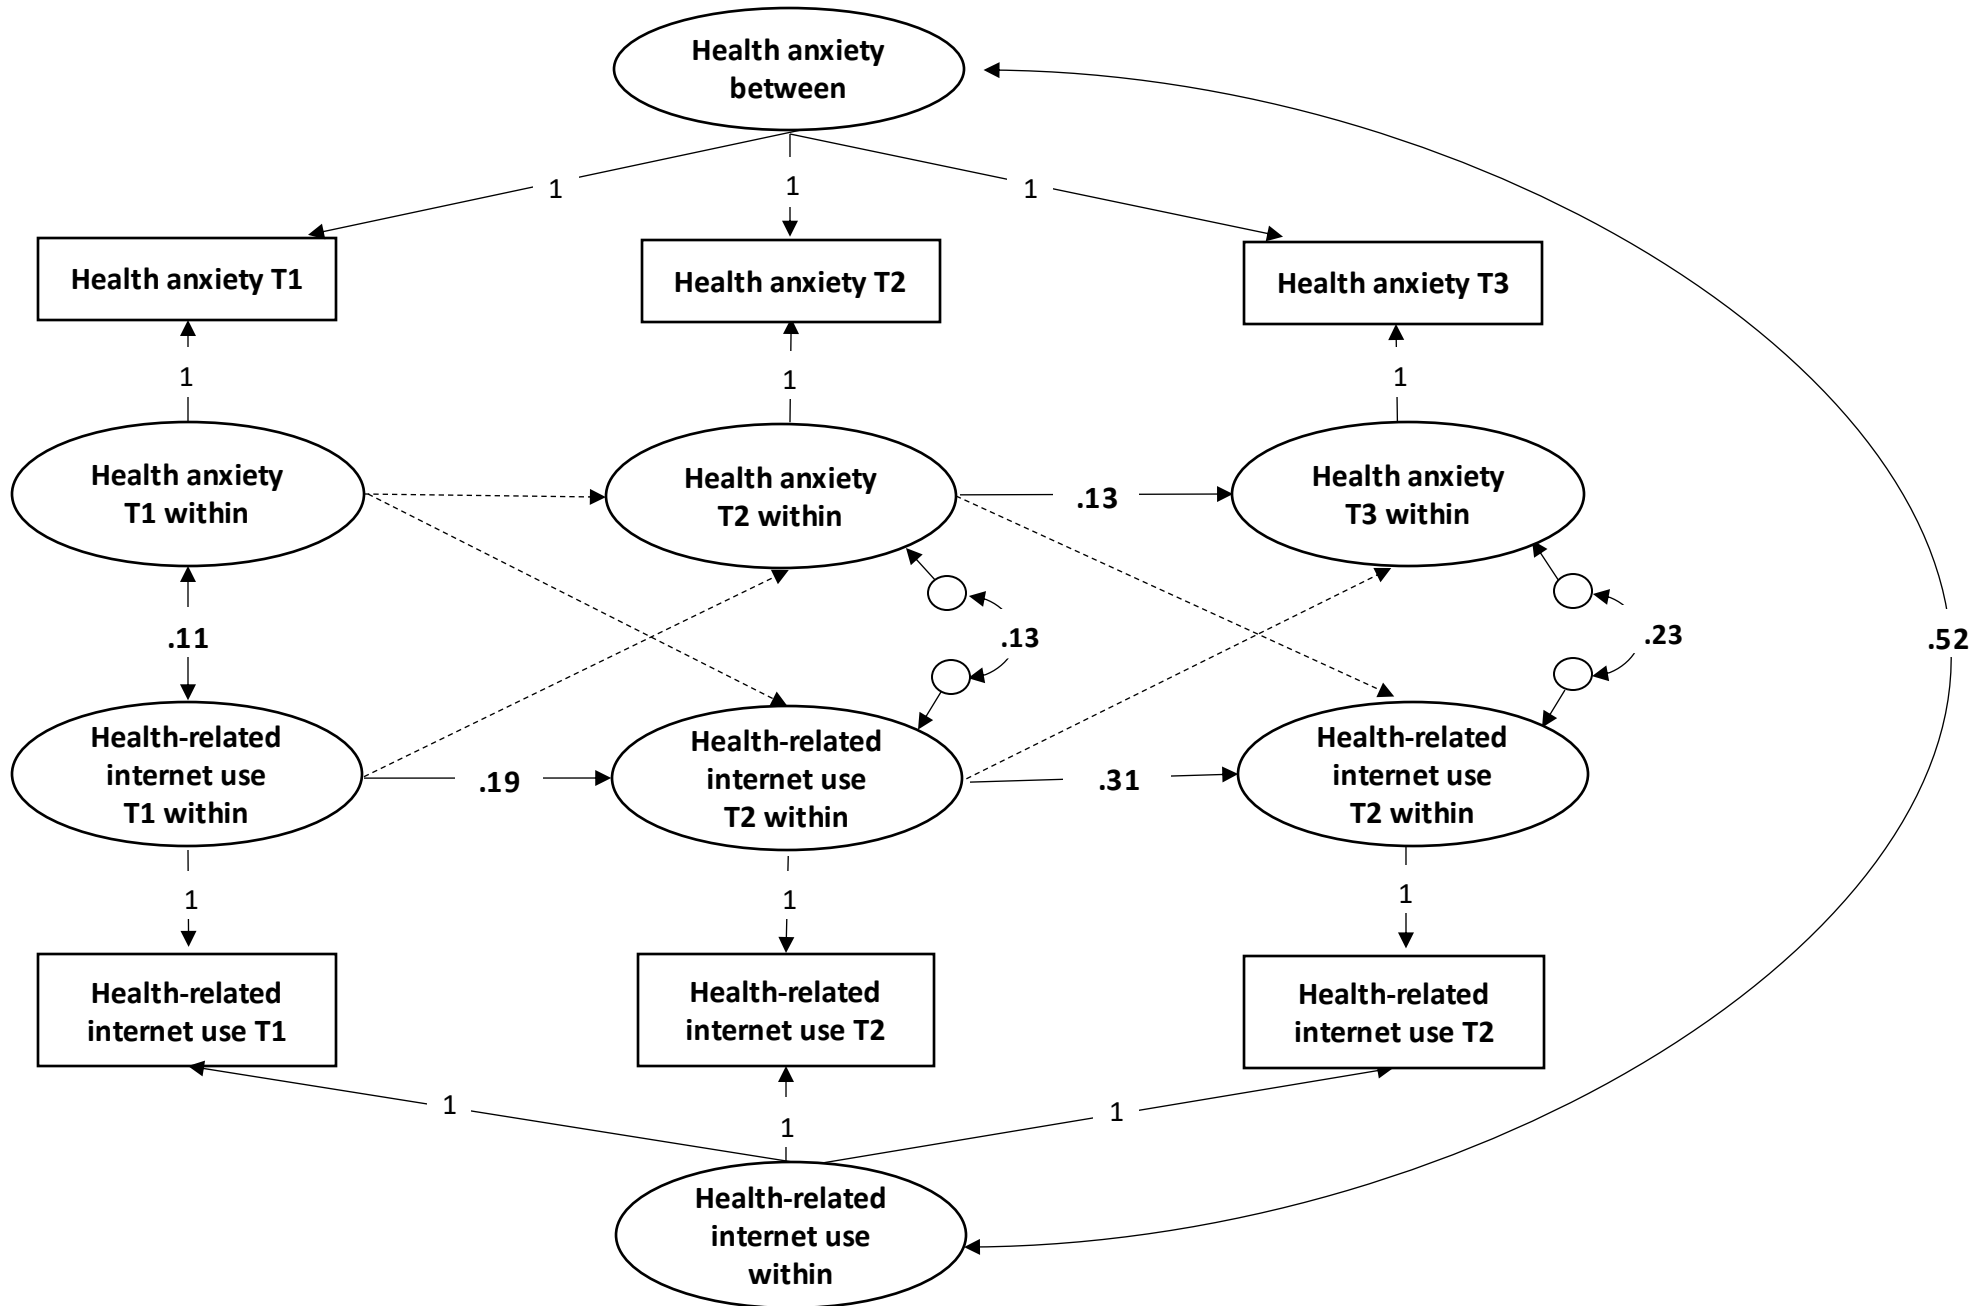 Health anxiety
between
1
1
1
Health anxiety T1
Health anxiety T2
Health anxiety T3
1
1
1
Health anxiety
T1 within
Health anxiety
T2 within
.13
Health anxiety
T3 within
.11
.13
.23
.52
Health-related
internet use
T1 within
.19
Health-related
internet use
T2 within
.31
Health-related
internet use
T2 within
1
1
1
Health-related
internet use T1
Health-related
internet use T2
Health-related
internet use T2
1
1
1
Health-related
internet use
within